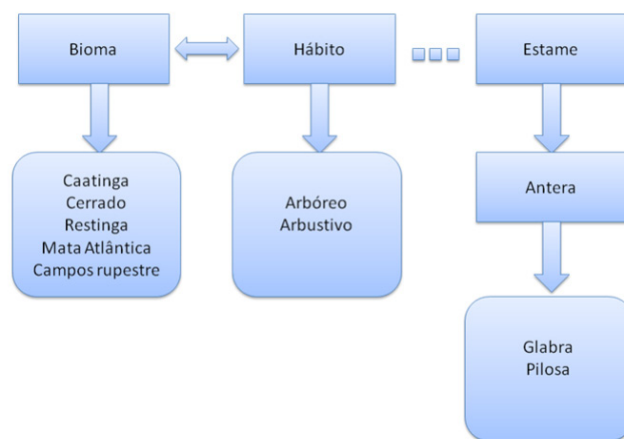 Bioma
Hábito
Estame
Caatinga
Cerrado
Restinga
Mata Atlântica
Campos rupestre
Arbóreo
Arbustivo
Antera
Glabra
Pilosa